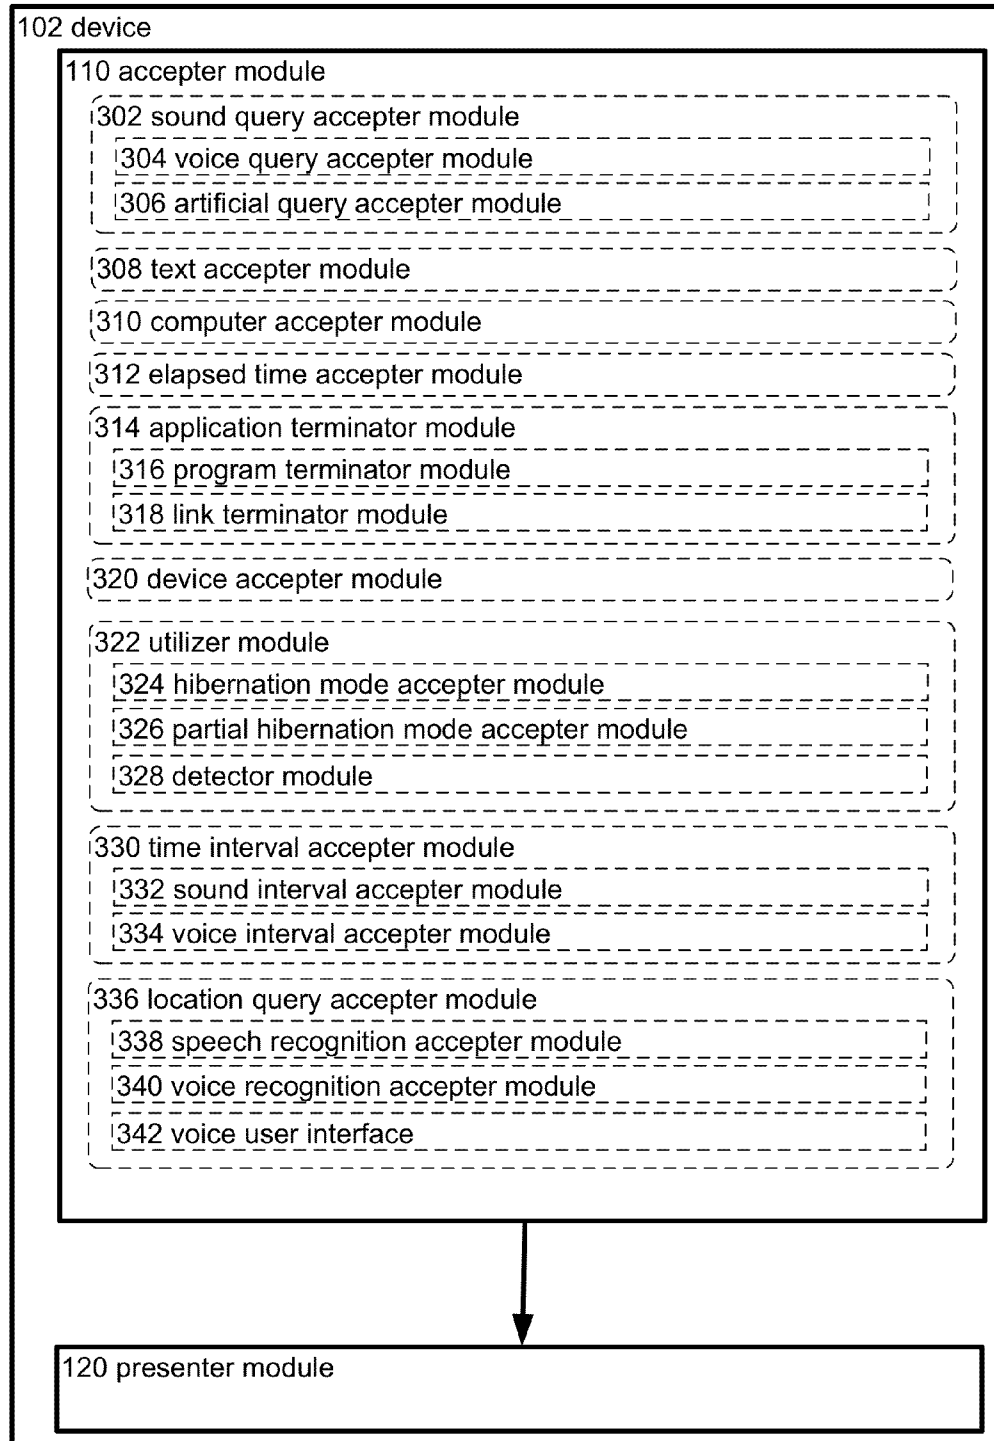 102 device
110 accepter module
302 sound query accepter module
304 voice query accepter module
306 artificial query accepter module
308 text accepter module
310 computer accepter module
312 elapsed time accepter module
314 application terminator module
316 program terminator module
318 link terminator module
320 device accepter module
322 utilizer module
324 hibernation mode accepter module
326 partial hibernation mode accepter module
328 detector module
330 time interval accepter module
332 sound interval accepter module
334 voice interval accepter module
336 location query accepter module
338 speech recognition accepter module
340 voice recognition accepter module
342 voice user interface
120 presenter module